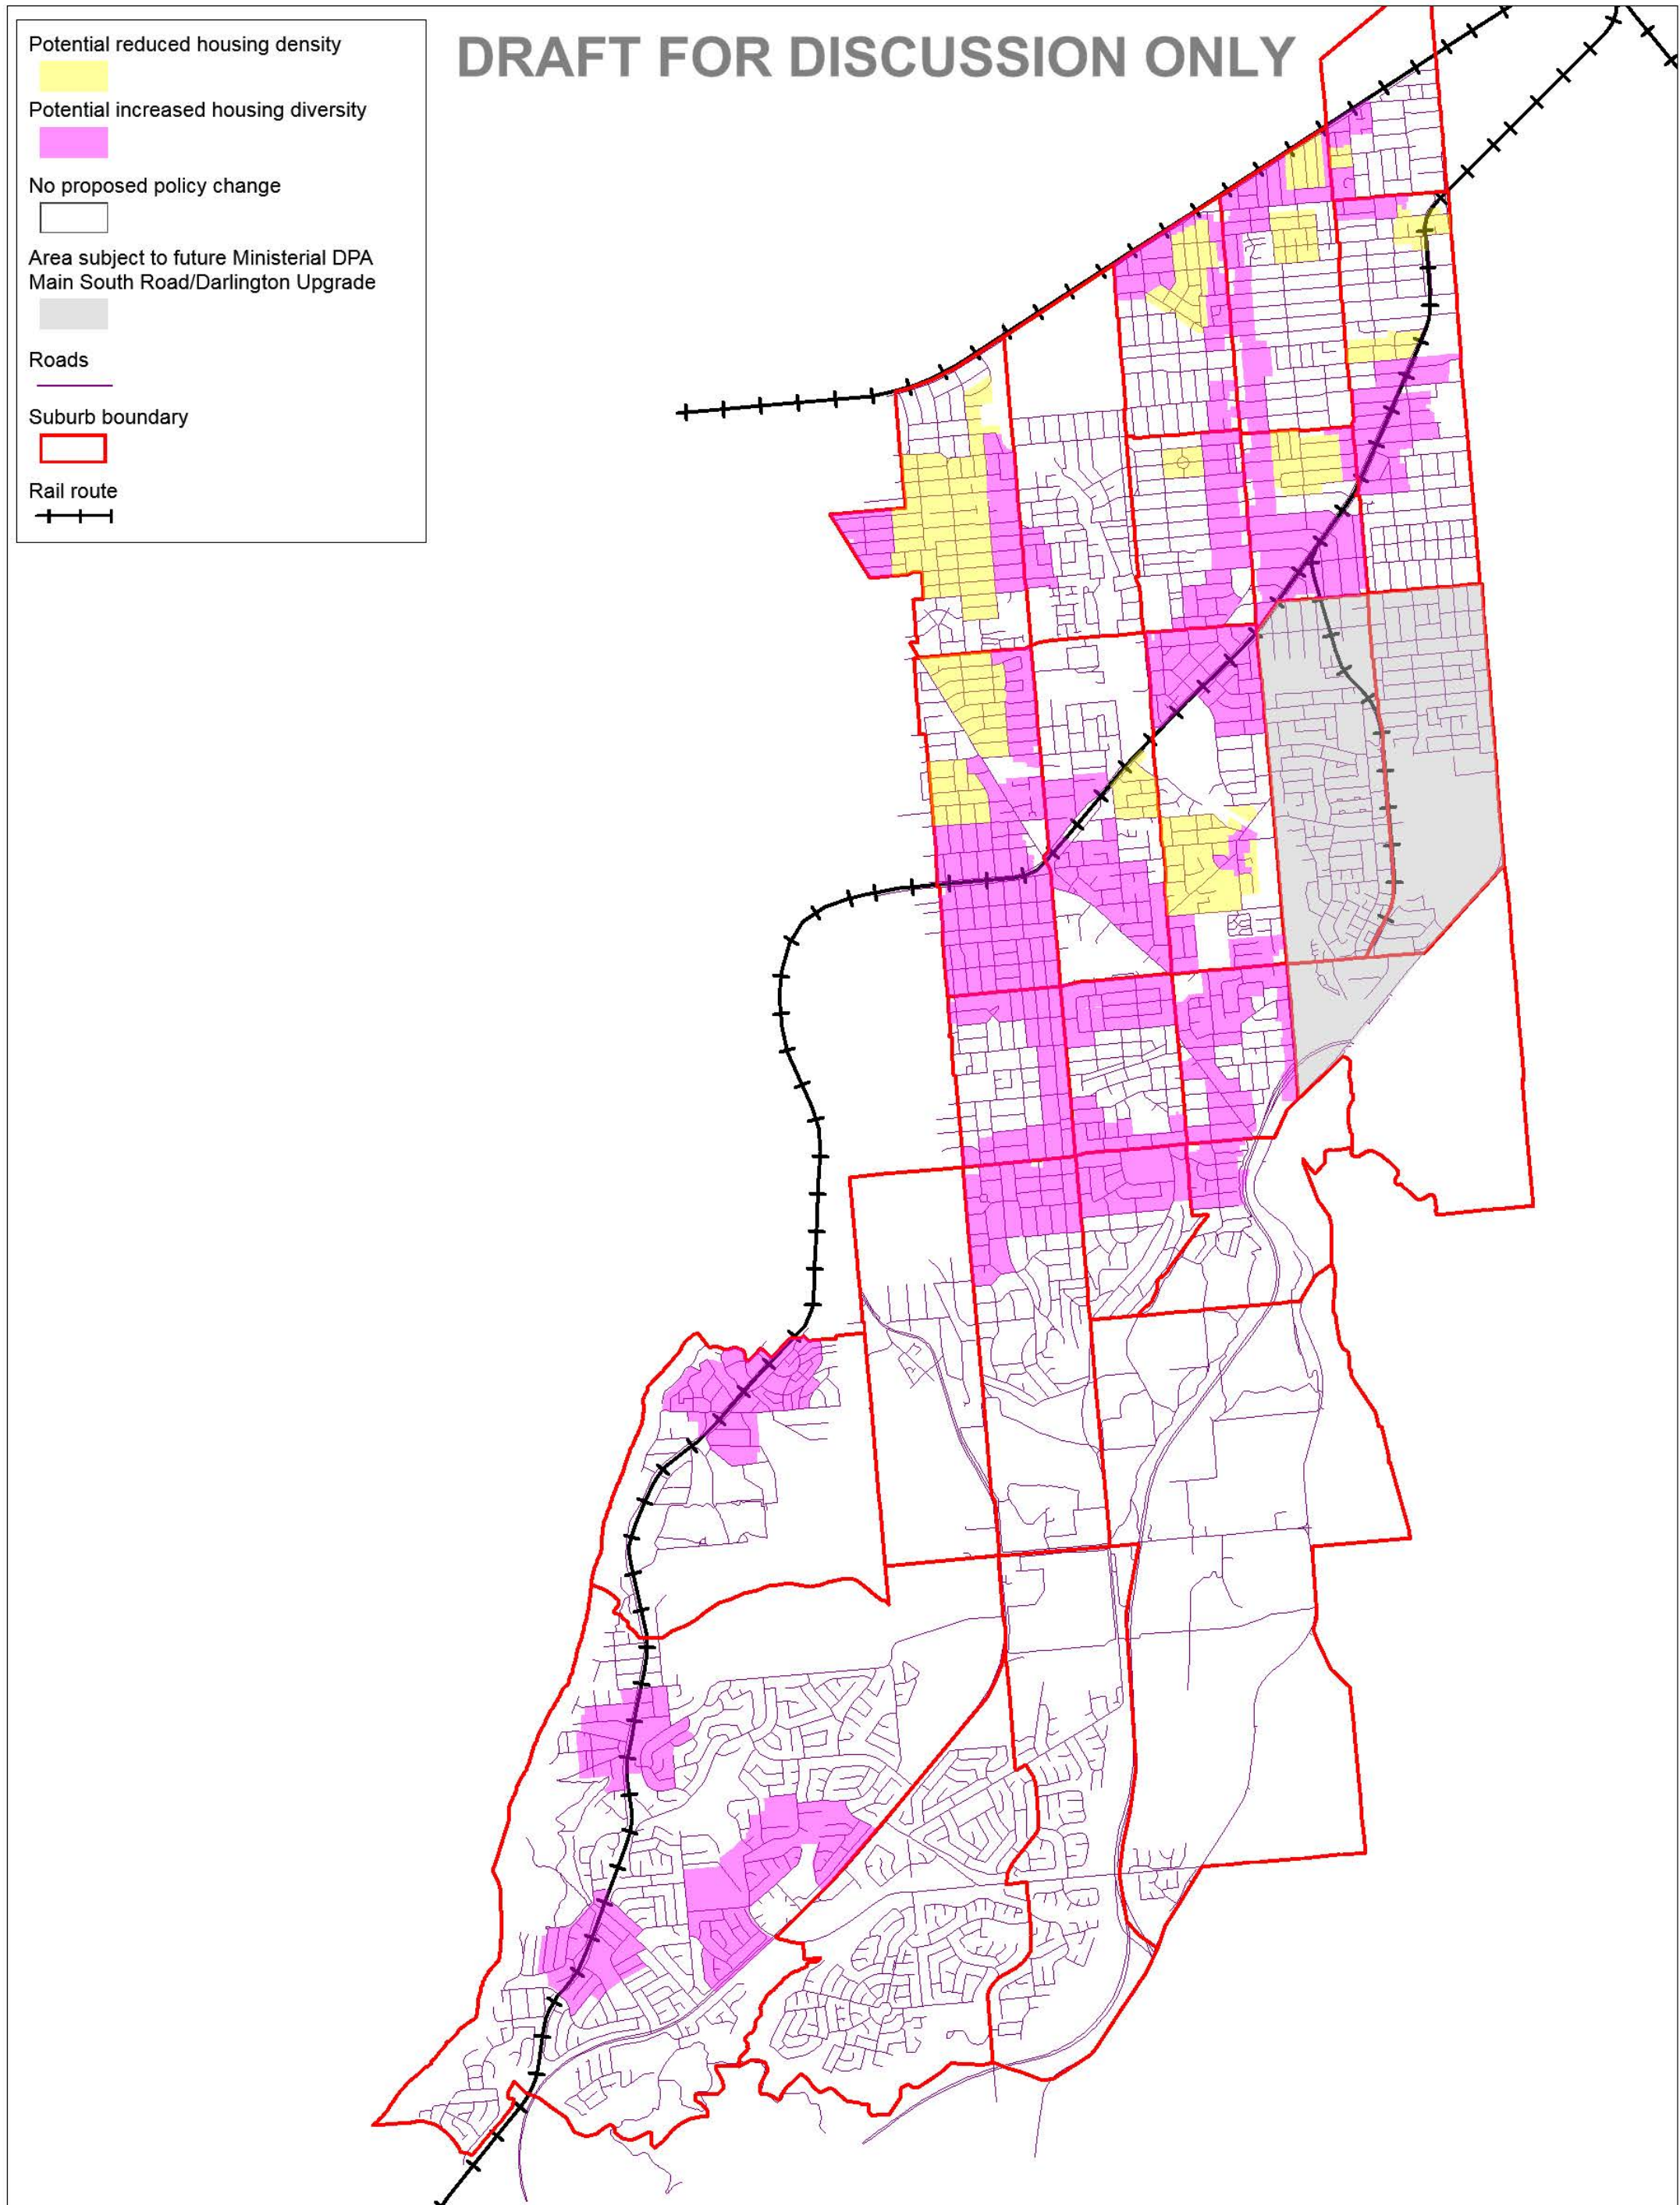 DRAFT FOR DISCUSSION ONLY
Potential reduced housing density
Potential increased housing diversity
No proposed policy change
Area subject to future Ministerial DPA
Main South Road/Darlington Upgrade
Roads
Suburb boundary
Rail route